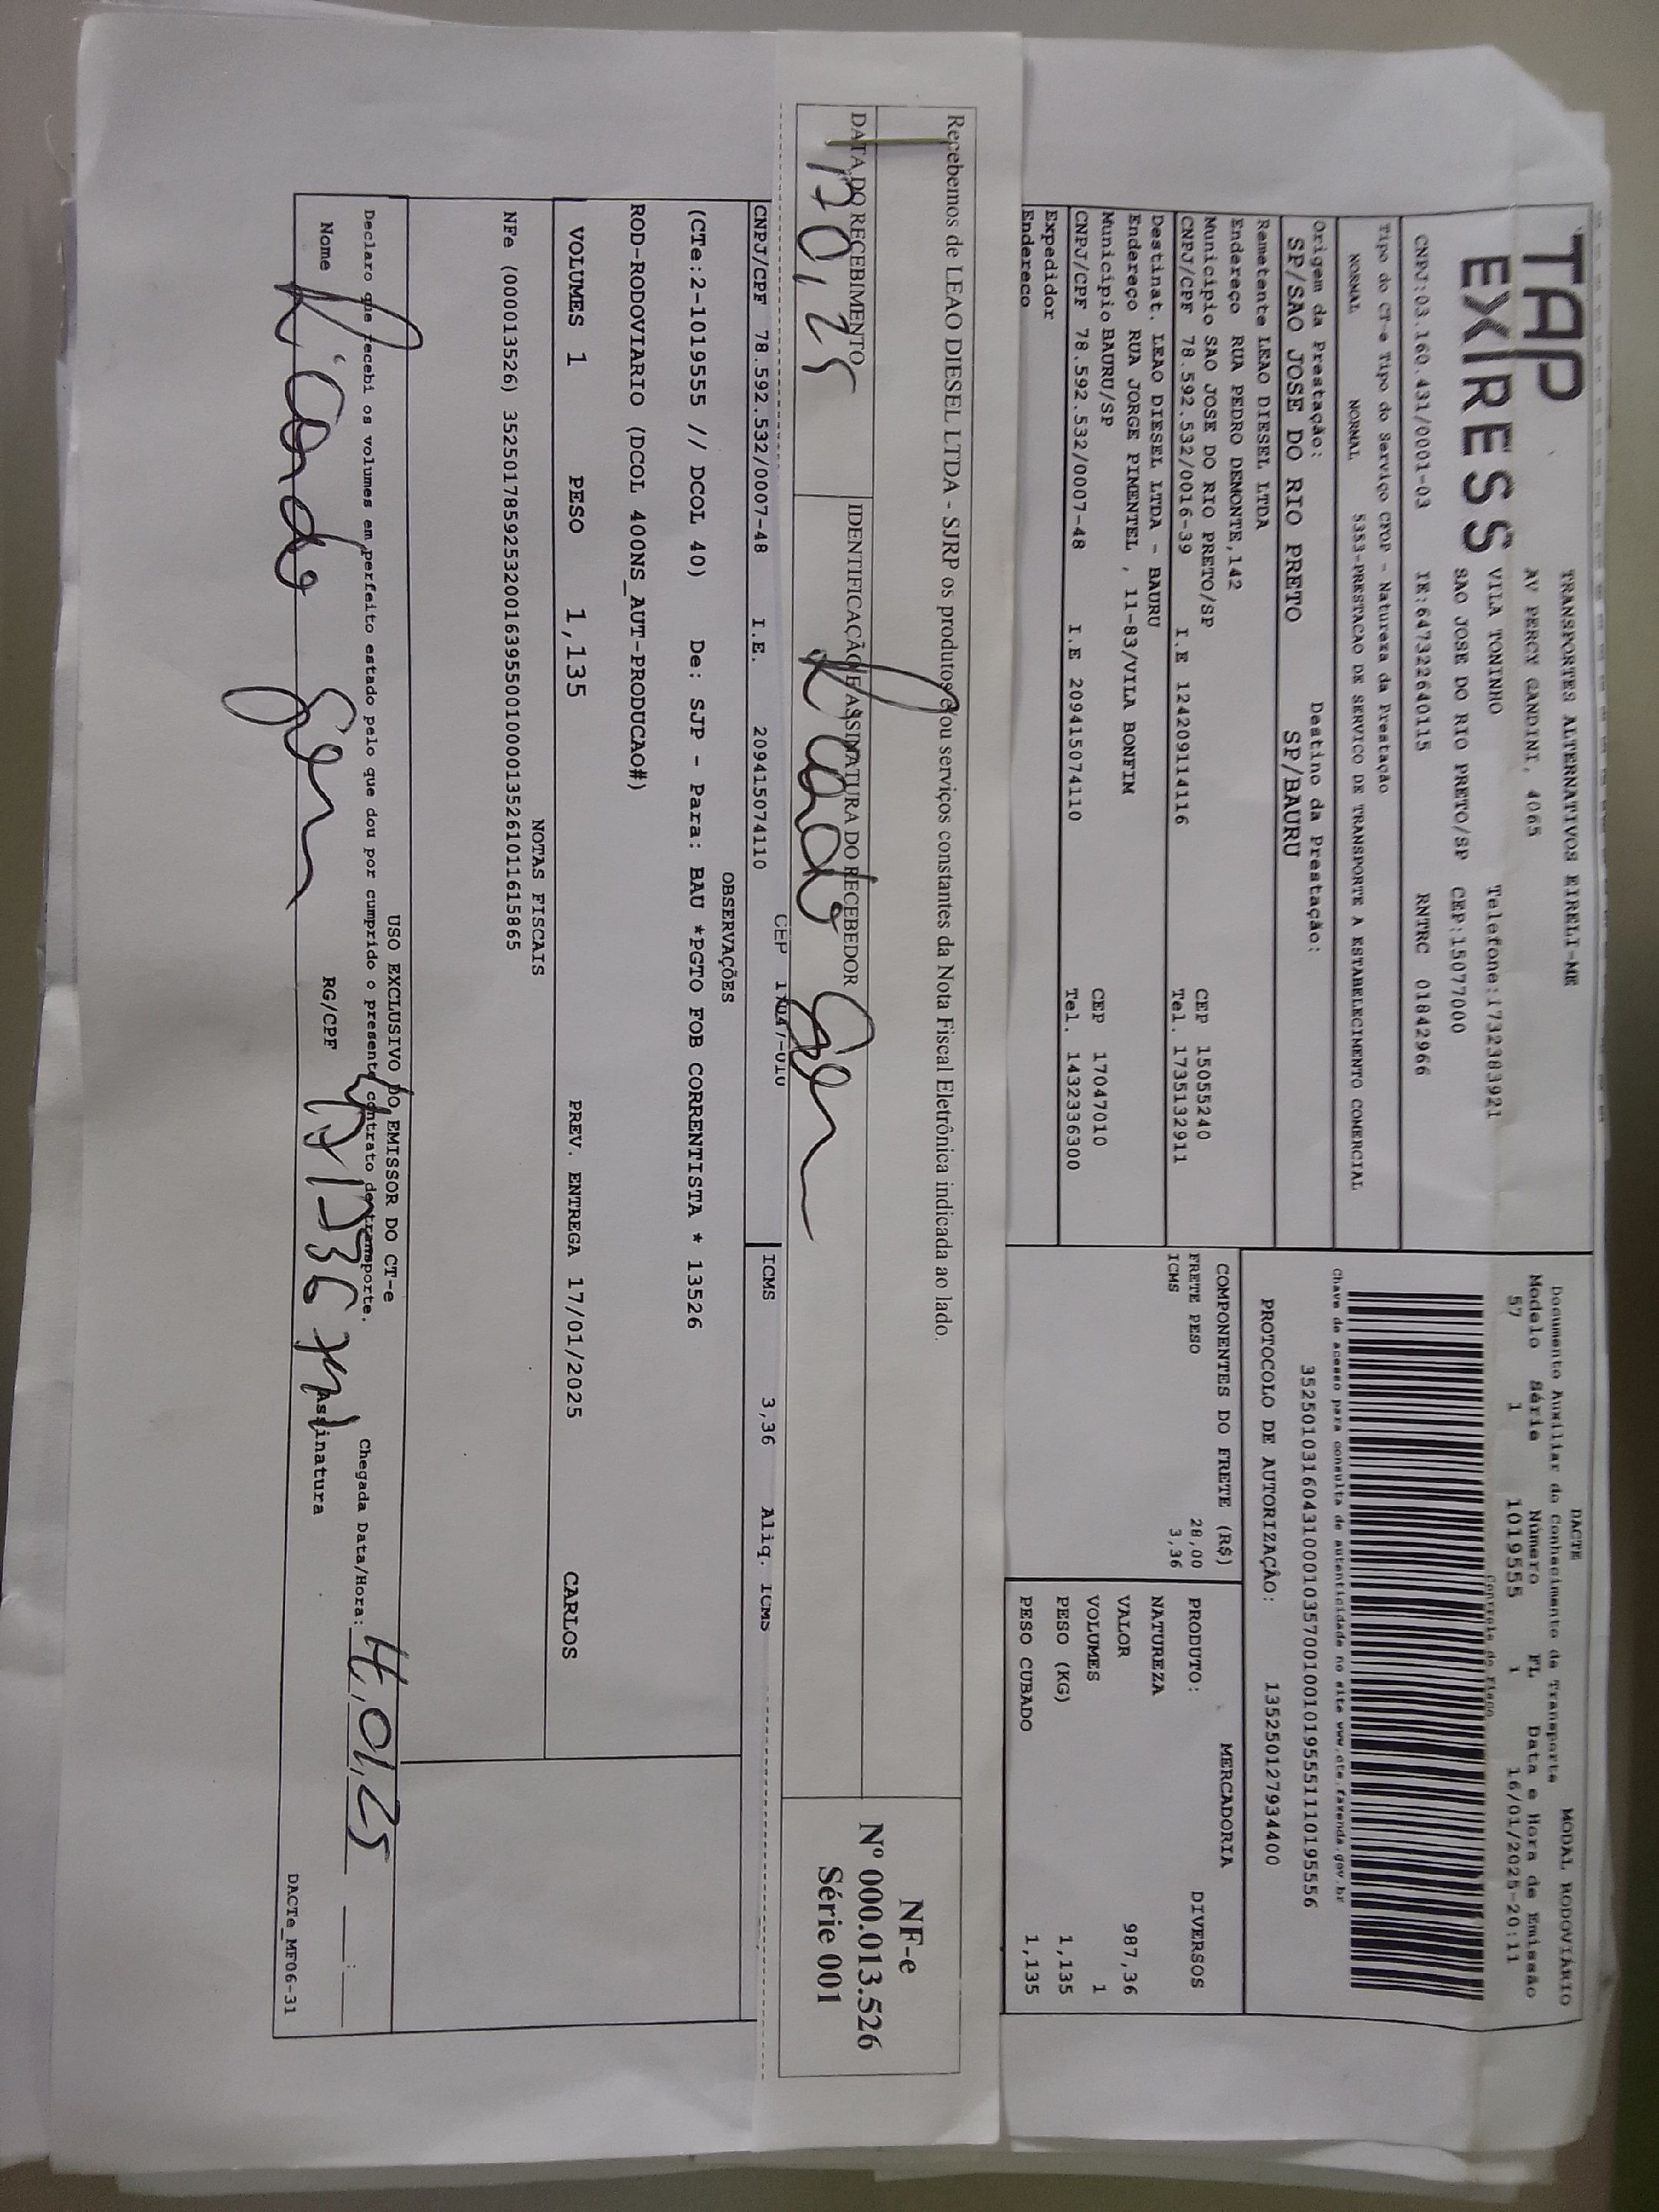 TAP
EXPRESS
TRANSPORTES ALTERNATIVOS EIRELI-ME
AV PERCY GANDINI, 4065
VILA TONINHO Telefone:1732383921
SAO JOSE DO RIO PRETO/SP CEP:15077000
CNPJ:03.160.431/0001-03 IE:647322640115 RNTRC 01842966
Tipo do CT-e Tipo do Serviço CFOP - Natureza da Prestação
NORMAL NORMAL 5353-PRESTACAO DE SERVICO DE TRANSPORTE A ESTABELECIMENTO COMERCIAL
Origem da Prestação: Destino da Prestação:
SP/SAO JOSE DO RIO PRETO SP/BAURU
Remetente LEAO DIESEL LTDA
Endereço RUA PEDRO DEMONTE,142
Município SAO JOSE DO RIO PRETO/SP CEP 15055240
CNPJ/CPF 78.592.532/0016-39 I.E 124209114116 Tel. 1735132911
Destinat. LEAO DIESEL LTDA - BAURU
Endereço RUA JORGE PIMENTEL , 11-83/VILA BONFIM
Município BAURU/SP CEP 17047010
CNPJ/CPF 78.592.532/0007-48 I.E 209415074110 Tel. 1432336300
Expedidor
Endereco
DACTE MODAL RODOVIÁRIO
Documento Auxiliar do Conhecimento de Transporte
Modelo Série Número FL Data e Hora de Emissão
57 1 1019555 1 16/01/2025-20:11
Controle do Fisco
Chave de acesso para consulta de autenticidade no site www.cte.fazenda.gov.br
35250103160431000103570010010195551110195556
PROTOCOLO DE AUTORIZAÇÃO: 135250127934400
COMPONENTES DO FRETE (R$)
FRETE PESO 28,00
ICMS 3,36
MERCADORIA
PRODUTO: DIVERSOS
NATUREZA
VALOR 987,36
VOLUMES 1
PESO (KG) 1,135
PESO CUBADO 1,135
Recebemos de LEAO DIESEL LTDA - SJRP os produtos e/ou serviços constantes da Nota Fiscal Eletrônica indicada ao lado.
DATA DO RECEBIMENTO IDENTIFICAÇÃO E ASSINATURA DO RECEBEDOR
NF-e
Nº 000.013.526
Série 001
CEP 17047-010
CNPJ/CPF 78.592.532/0007-48 I.E. 209415074110 ICMS 3,36 Aliq. ICMS
OBSERVAÇÕES
(CTe:2-1019555 // DCOL 40) De: SJP - Para: BAU *PGTO FOB CORRENTISTA * 13526
ROD-RODOVIARIO (DCOL 400NS_AUT-PRODUCAO#)
VOLUMES 1 PESO 1,135 PREV. ENTREGA 17/01/2025 CARLOS
NOTAS FISCAIS
NFe (000013526) 35250178592532001639550010000135261011615865
USO EXCLUSIVO DO EMISSOR DO CT-e
Declaro que recebi os volumes em perfeito estado pelo que dou por cumprido o presente contrato de transporte.
Chegada Data/Hora: 17,01,25
Nome RG/CPF Assinatura
DACTe_MF06-31